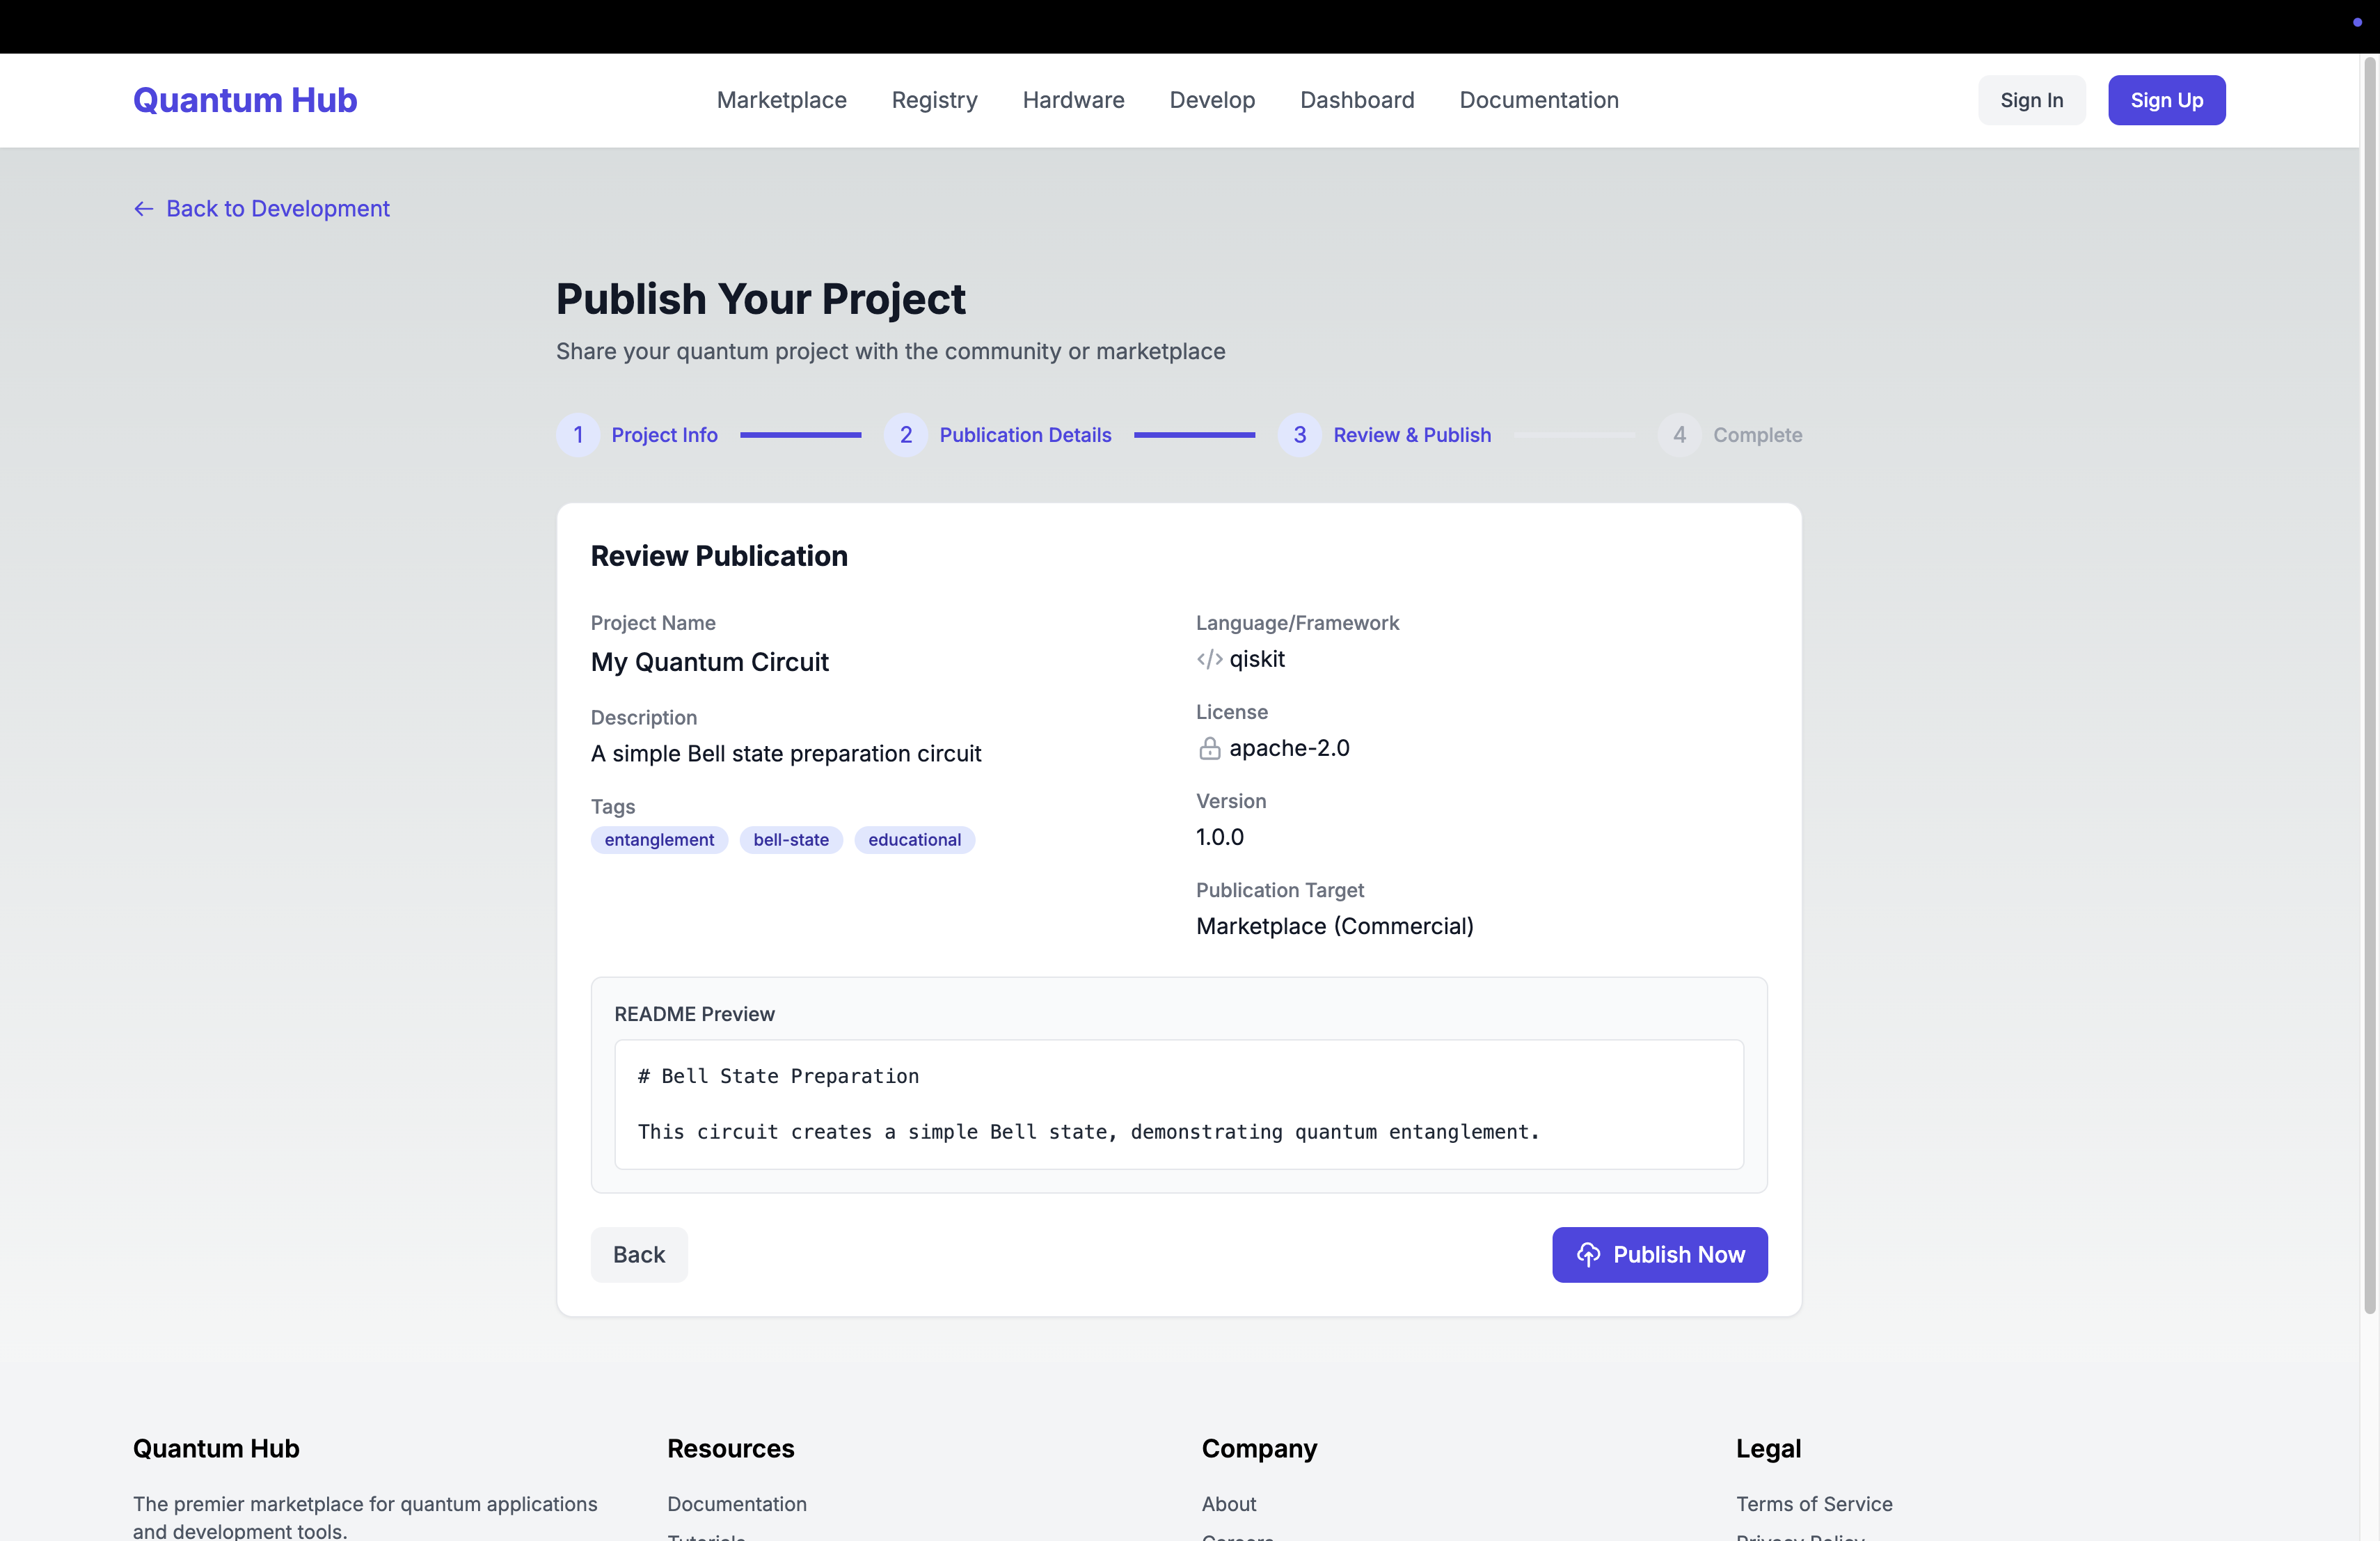 Quantum Hub
Marketplace
Registry
Hardware
Develop
Dashboard
Documentation
Sign In
Sign Up
← Back to Development
Publish Your Project
Share your quantum project with the community or marketplace
1 Project Info
2 Publication Details
3 Review & Publish
4 Complete
Review Publication
Project Name
My Quantum Circuit
Description
A simple Bell state preparation circuit
Tags
entanglement
bell-state
educational
Language/Framework
</> qiskit
License
apache-2.0
Version
1.0.0
Publication Target
Marketplace (Commercial)
README Preview
# Bell State Preparation
This circuit creates a simple Bell state, demonstrating quantum entanglement.
Back
Publish Now
Quantum Hub
The premier marketplace for quantum applications
and development tools.
Resources
Documentation
Tutorials
Company
About
Careers
Legal
Terms of Service
Privacy Policy